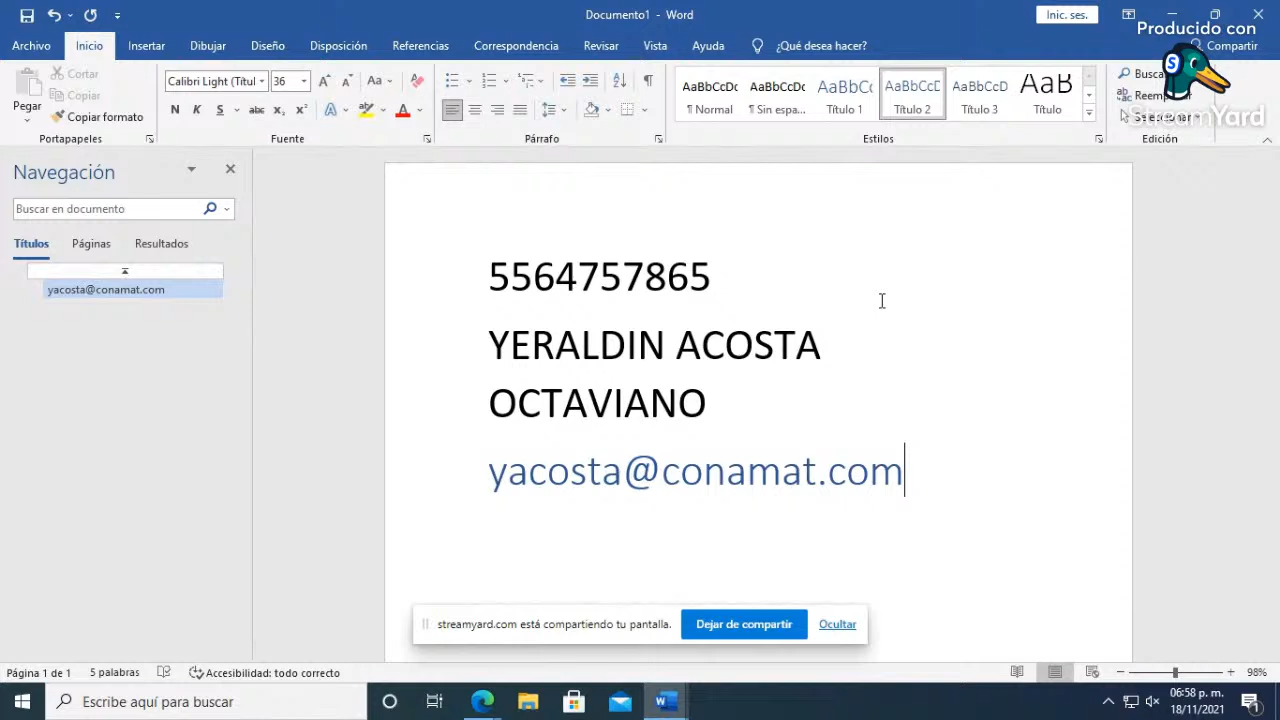 Documento1 - Word
Inic. ses.
Producido con
StreamYard
Archivo Inicio Insertar Dibujar Diseño Disposición Referencias Correspondencia Revisar Vista Ayuda ¿Qué desea hacer? Compartir
Pegar
Cortar
Copiar
Copiar formato
Portapapeles
Calibri Light (Títul 36
N K S abc x₂ x²
Fuente
Párrafo
AaBbCcDc AaBbCcDc AaBbCc AaBbCcD AaBbCcD AaB
¶ Normal ¶ Sin espa... Título 1 Título 2 Título 3 Título
Estilos
Edición
Navegación
Buscar en documento
Títulos Páginas Resultados
yacosta@conamat.com
5564757865
YERALDIN ACOSTA
OCTAVIANO
yacosta@conamat.com
streamyard.com está compartiendo tu pantalla. Dejar de compartir Ocultar
Página 1 de 1 5 palabras Accesibilidad: todo correcto 98%
Escribe aquí para buscar
06:58 p. m.
18/11/2021